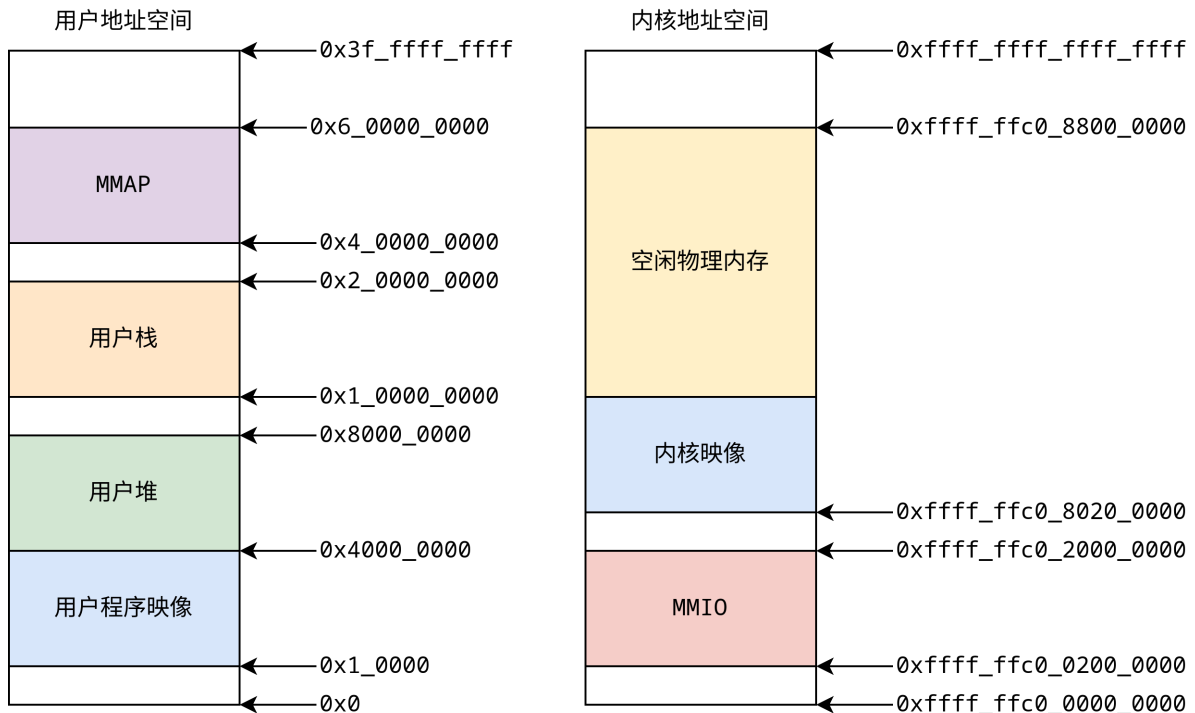 用户地址空间
0x3f_ffff_ffff
0x6_0000_0000
MMAP
0x4_0000_0000
0x2_0000_0000
用户栈
0x1_0000_0000
0x8000_0000
用户堆
0x4000_0000
用户程序映像
0x1_0000
0x0
内核地址空间
0xffff_ffff_ffff_ffff
0xffff_ffc0_8800_0000
空闲物理内存
内核映像
0xffff_ffc0_8020_0000
0xffff_ffc0_2000_0000
MMIO
0xffff_ffc0_0200_0000
0xffff_ffc0_0000_0000